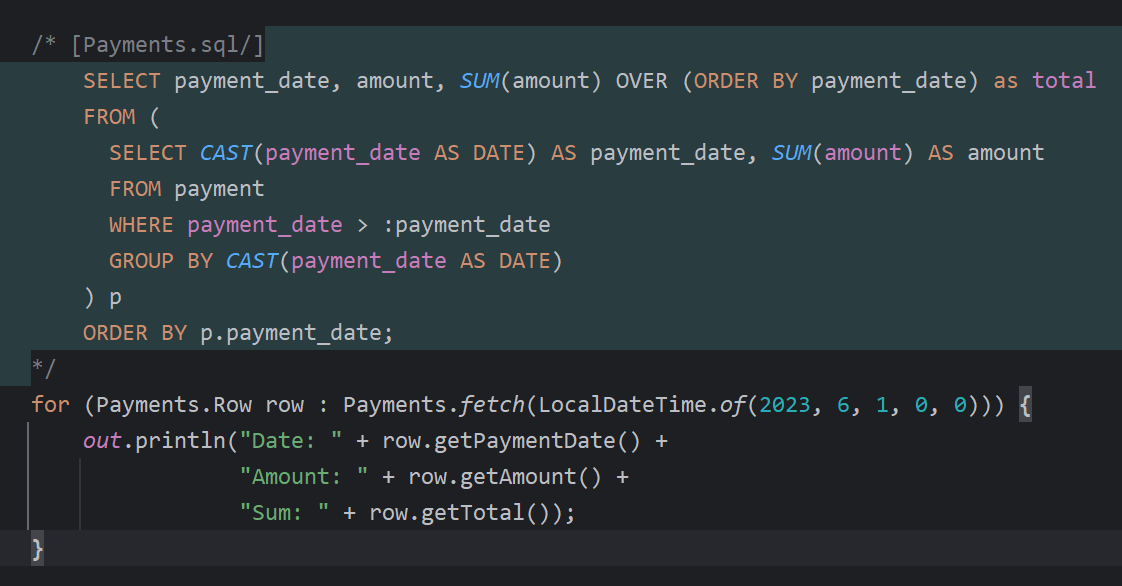 /* [Payments.sql/]
    SELECT payment_date, amount, SUM(amount) OVER (ORDER BY payment_date) as total
    FROM (
      SELECT CAST(payment_date AS DATE) AS payment_date, SUM(amount) AS amount
      FROM payment
      WHERE payment_date > :payment_date
      GROUP BY CAST(payment_date AS DATE)
    ) p
    ORDER BY p.payment_date;
*/
for (Payments.Row row : Payments.fetch(LocalDateTime.of(2023, 6, 1, 0, 0))) {
    out.println("Date: " + row.getPaymentDate() +
                "Amount: " + row.getAmount() +
                "Sum: " + row.getTotal());
}